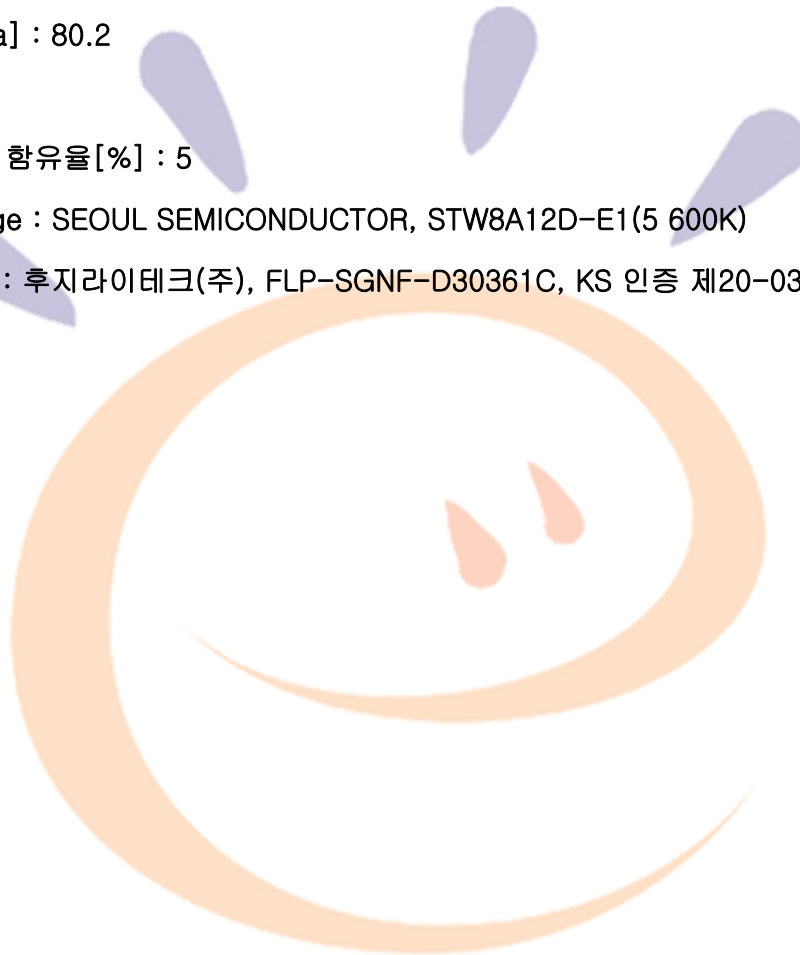 a] : 80.2
함유율[%] : 5
ge : SEOUL SEMICONDUCTOR, STW8A12D-E1(5 600K)
: 후지라이테크(주), FLP-SGNF-D30361C, KS 인증 제20-03